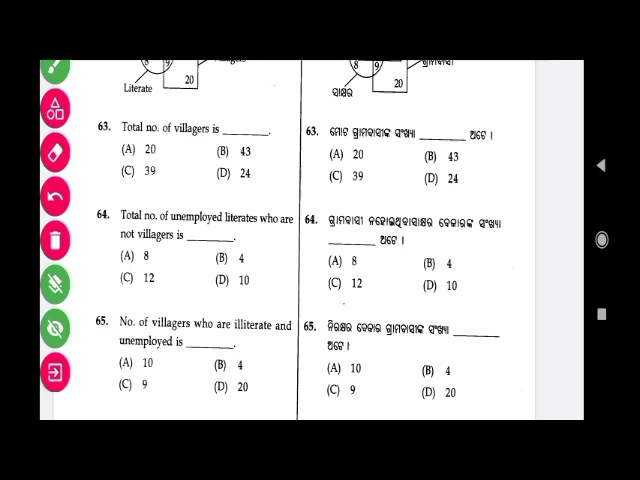 8 9
20
Literate
63. Total no. of villagers is ________.
(A) 20 (B) 43
(C) 39 (D) 24
64. Total no. of unemployed literates who are
not villagers is ________.
(A) 8 (B) 4
(C) 12 (D) 10
65. No. of villagers who are illiterate and
unemployed is ________.
(A) 10 (B) 4
(C) 9 (D) 20
8 9
20
ସାକ୍ଷର
63. ମୋଟ ଗ୍ରାମବାସୀଙ୍କ ସଂଖ୍ୟା ________ ଅଟେ ।
(A) 20 (B) 43
(C) 39 (D) 24
64. ଗ୍ରାମବାସୀ ନହୋଇଥିବା ସାକ୍ଷର ବେକାରଙ୍କ ସଂଖ୍ୟା
________ ଅଟେ ।
(A) 8 (B) 4
(C) 12 (D) 10
65. ନିରକ୍ଷର ବେକାର ଗ୍ରାମବାସୀଙ୍କ ସଂଖ୍ୟା ________
ଅଟେ ।
(A) 10 (B) 4
(C) 9 (D) 20